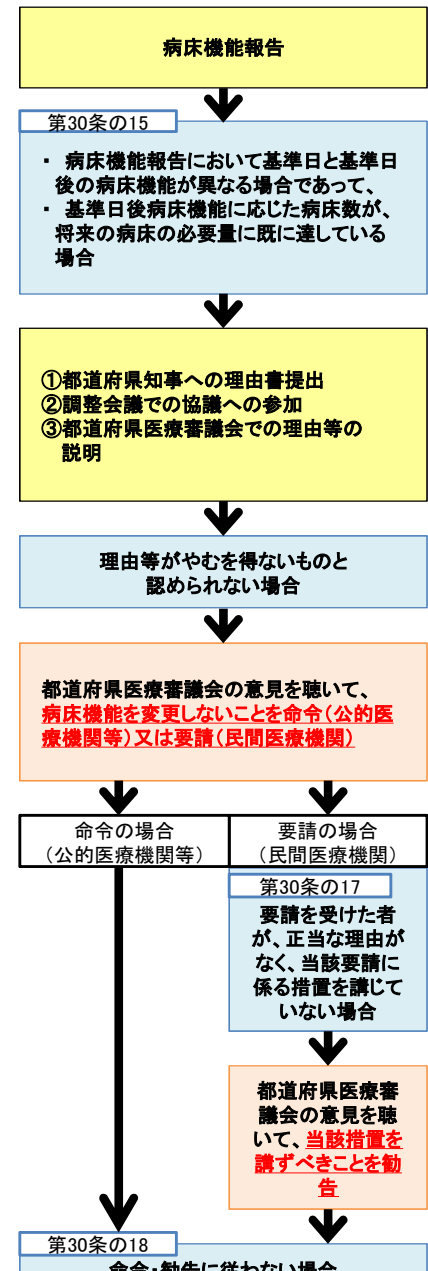 病床機能報告
第30条の15
・ 病床機能報告において基準日と基準日
後の病床機能が異なる場合であって、
・ 基準日後病床機能に応じた病床数が、
将来の病床の必要量に既に達している
場合
①都道府県知事への理由書提出
②調整会議での協議への参加
③都道府県医療審議会での理由等の
説明
理由等がやむを得ないものと
認められない場合
都道府県医療審議会の意見を聴いて、
病床機能を変更しないことを命令(公的医
療機関等)又は要請(民間医療機関)
命令の場合
(公的医療機関等)
要請の場合
(民間医療機関)
第30条の17
要請を受けた者
が、正当な理由が
なく、当該要請に
係る措置を講じて
いない場合
都道府県医療審
議会の意見を聴
いて、当該措置を
講ずべきことを勧
告
第30条の18
命令・勧告に従わない場合